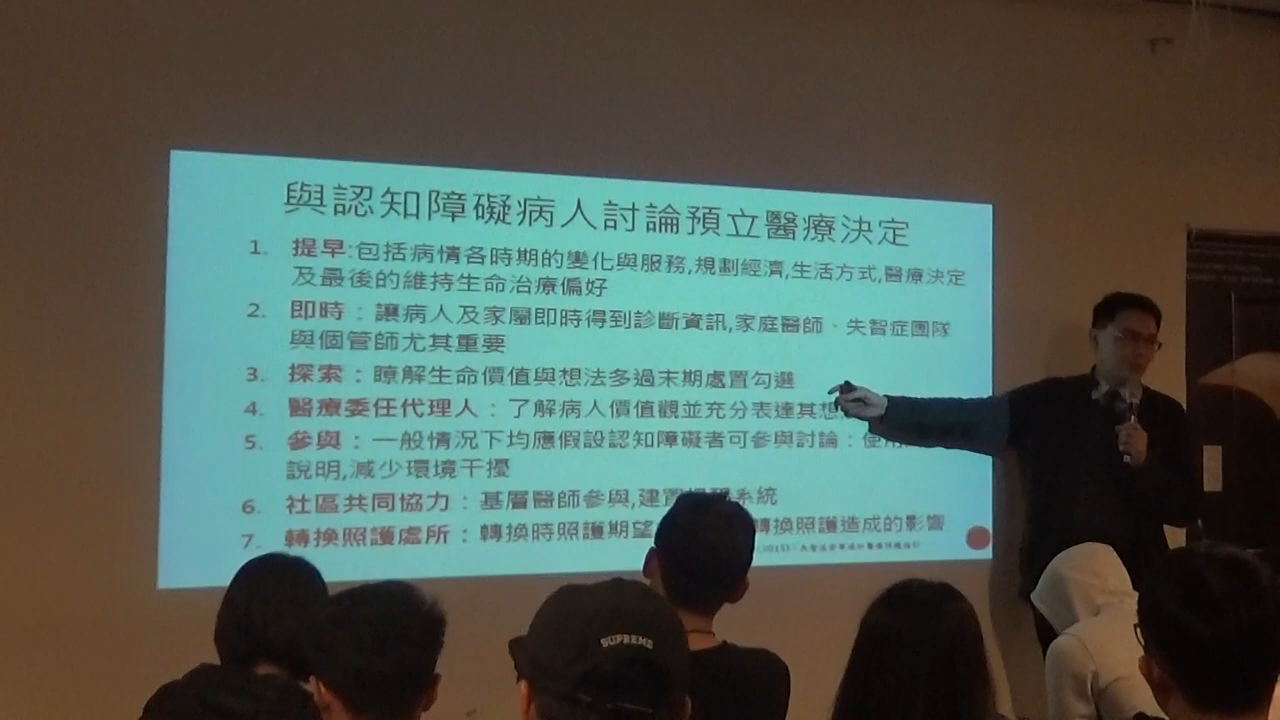 與認知障礙病人討論預立醫療決定
1. 提早:包括病情各時期的變化與服務,規劃經濟,生活方式,醫療決定
及最後的維持生命治療偏好
2. 即時：讓病人及家屬即時得到診斷資訊,家庭醫師、失智症團隊
與個管師尤其重要
3. 探索：瞭解生命價值與想法多過末期處置勾選
4. 醫療委任代理人：了解病人價值觀並充分表達其想
5. 參與：一般情況下均應假設認知障礙者可參與討論：使用
說明,減少環境干擾
6. 社區共同協力：基層醫師參與,建置提醒系統
7. 轉換照護處所：轉換時照護期望 轉換照護造成的影響
(2015)
SUPREME